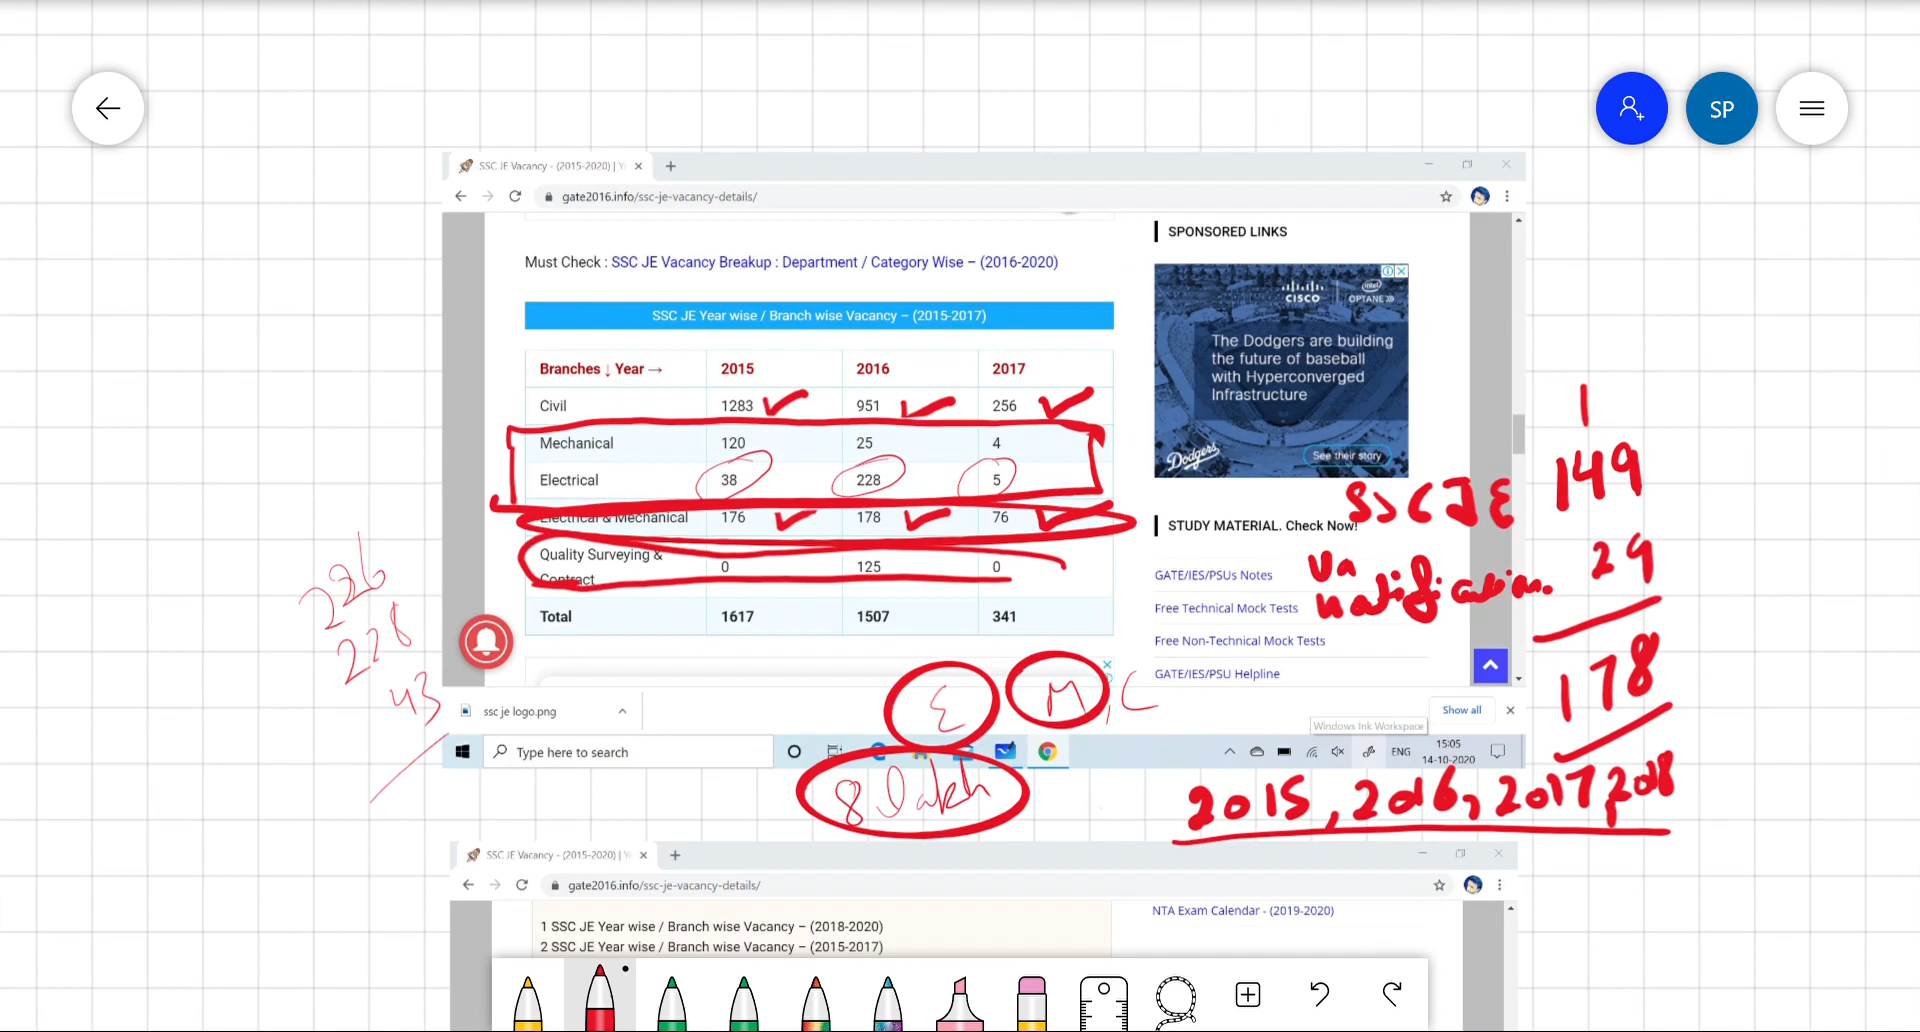 SP
SSC JE Vacancy - (2015-2020) | Y
gate2016.info/ssc-je-vacancy-details/
Must Check : SSC JE Vacancy Breakup : Department / Category Wise – (2016-2020)
SSC JE Year wise / Branch wise Vacancy – (2015-2017)
Branches ↓ Year → 2015 2016 2017
Civil 1283 951 256
Mechanical 120 25 4
Electrical 38 228 5
Electrical & Mechanical 176 178 76
Quality Surveying &
Contract 0 125 0
Total 1617 1507 341
SPONSORED LINKS
CISCO
intel
OPTANE
The Dodgers are building
the future of baseball
with Hyperconverged
Infrastructure
Dodgers
See their story
STUDY MATERIAL. Check Now!
GATE/IES/PSUs Notes
Free Technical Mock Tests
Free Non-Technical Mock Tests
GATE/IES/PSU Helpline
SSC JE
notification.
1
149
29
178
2015, 2016, 2017, 2018
226
228
43
E M, C
8 lakh
ssc je logo.png
Show all
Windows Ink Workspace
Type here to search
ENG
15:05
14-10-2020
SSC JE Vacancy - (2015-2020) | Y
gate2016.info/ssc-je-vacancy-details/
1 SSC JE Year wise / Branch wise Vacancy – (2018-2020)
2 SSC JE Year wise / Branch wise Vacancy – (2015-2017)
NTA Exam Calendar - (2019-2020)